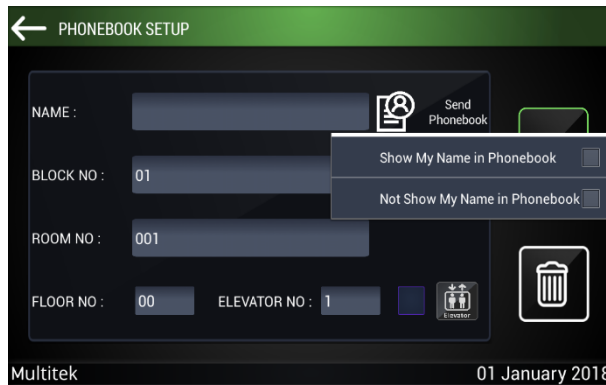 PHONEBOOK SETUP
NAME :
Send
Phonebook
Show My Name in Phonebook
BLOCK NO : 01
Not Show My Name in Phonebook
ROOM NO : 001
FLOOR NO : 00 ELEVATOR NO : 1
Elevator
Multitek 01 January 2018